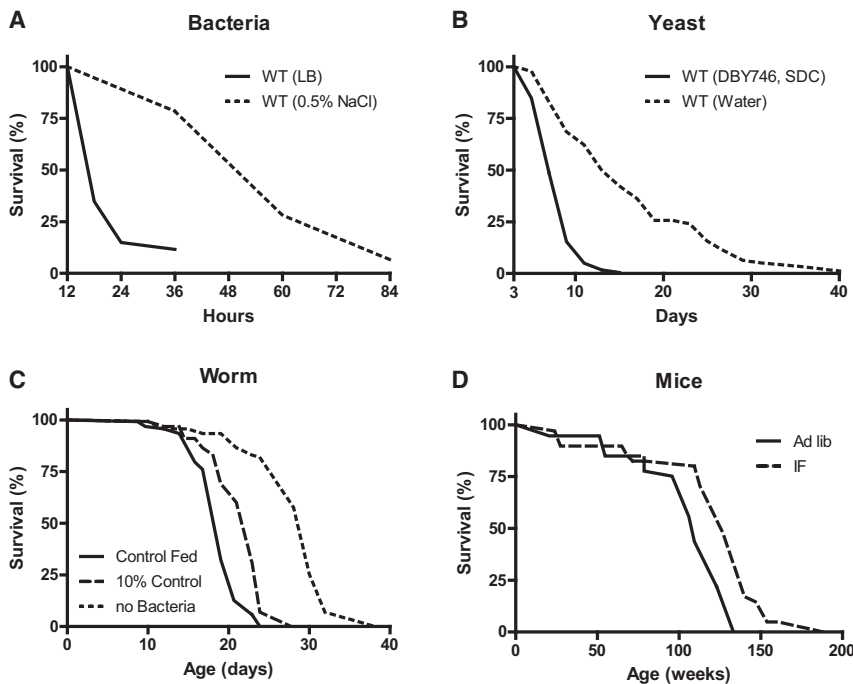 A
Bacteria
100
75
50
25
0
Survival (%)
WT (LB)
WT (0.5% NaCl)
12 24 36 48 60 72 84
Hours
B
Yeast
100
75
50
25
0
Survival (%)
WT (DBY746, SDC)
WT (Water)
3 10 20 30 40
Days
C
Worm
100
75
50
25
0
Survival (%)
Control Fed
10% Control
no Bacteria
0 10 20 30 40
Age (days)
D
Mice
100
75
50
25
0
Survival (%)
Ad lib
IF
0 50 100 150 200
Age (weeks)